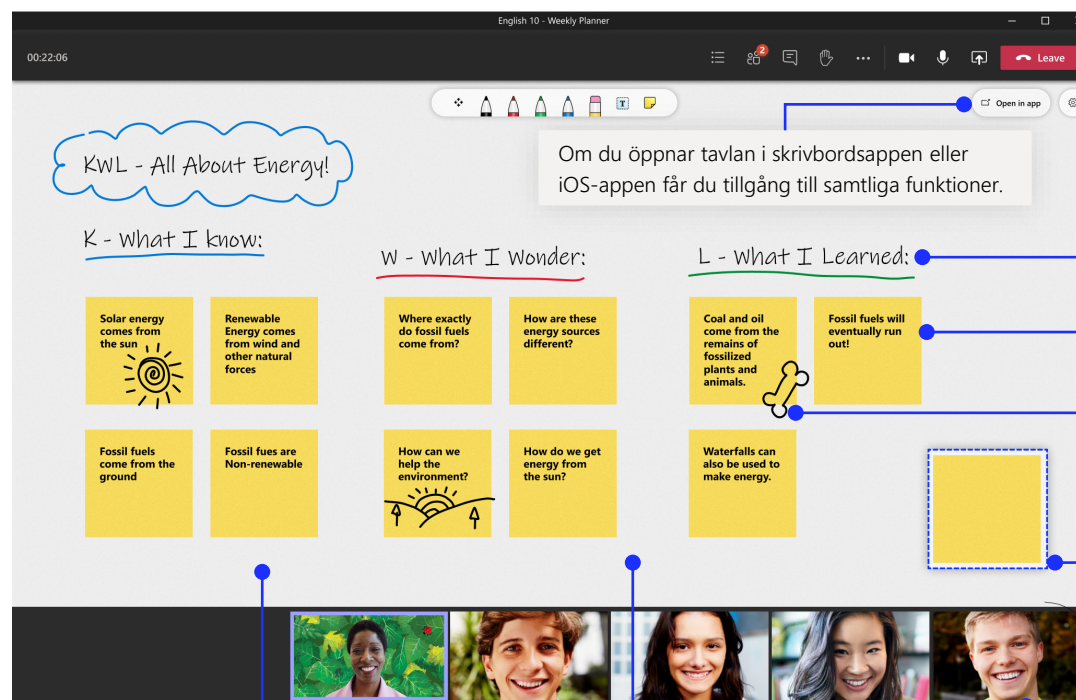 English 10 - Weekly Planner
00:22:06
2
Leave
T
Open in app
Om du öppnar tavlan i skrivbordsappen eller
iOS-appen får du tillgång till samtliga funktioner.
KWL - All About Energy!
K - What I know:
Solar energy
comes from
the sun
Renewable
Energy comes
from wind and
other natural
forces
Fossil fuels
come from the
ground
Fossil fues are
Non-renewable
W - What I Wonder:
Where exactly
do fossil fuels
come from?
How are these
energy sources
different?
How can we
help the
environment?
How do we get
energy from
the sun?
L - What I Learned:
Coal and oil
come from the
remains of
fossilized
plants and
animals.
Fossil fuels will
eventually run
out!
Waterfalls can
also be used to
make energy.